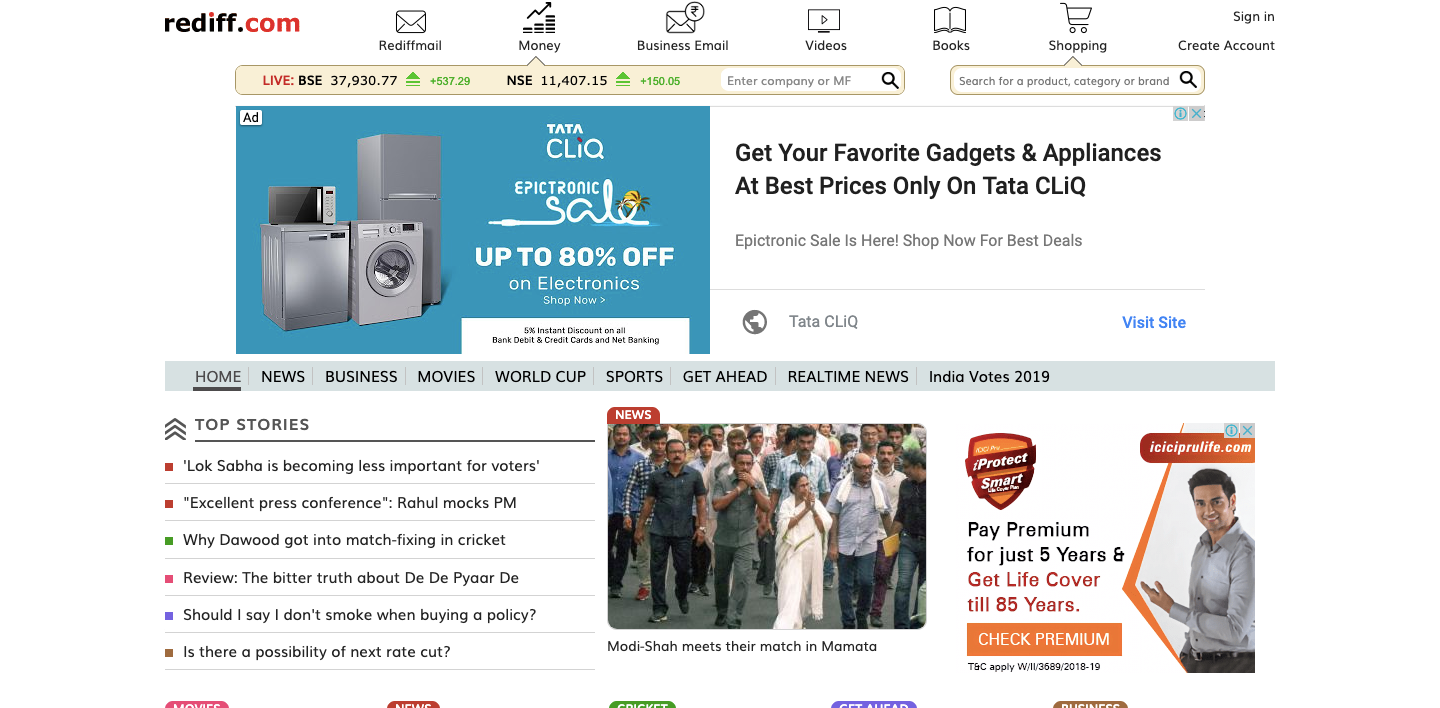 rediff.com
Rediffmail
Money
Business Email
Videos
Books
Shopping
Sign in
Create Account
LIVE: BSE 37,930.77 +537.29 NSE 11,407.15 +150.05
Enter company or MF
Search for a product, category or brand
Ad
TATA
CLiQ
EPICTRONIC
sale
UP TO 80% OFF
on Electronics
Shop Now >
5% Instant Discount on all
Bank Debit & Credit Cards and Net Banking
Get Your Favorite Gadgets & Appliances
At Best Prices Only On Tata CLiQ
Epictronic Sale Is Here! Shop Now For Best Deals
Tata CLiQ
Visit Site
HOME NEWS BUSINESS MOVIES WORLD CUP SPORTS GET AHEAD REALTIME NEWS India Votes 2019
TOP STORIES
'Lok Sabha is becoming less important for voters'
"Excellent press conference": Rahul mocks PM
Why Dawood got into match-fixing in cricket
Review: The bitter truth about De De Pyaar De
Should I say I don't smoke when buying a policy?
Is there a possibility of next rate cut?
NEWS
Modi-Shah meets their match in Mamata
iciciprulife.com
ICICI Pru
iProtect
Smart
Life Cover Plan
Pay Premium
for just 5 Years &
Get Life Cover
till 85 Years.
CHECK PREMIUM
T&C apply W/II/3689/2018-19
MOVIES
NEWS
CRICKET
GET AHEAD
BUSINESS